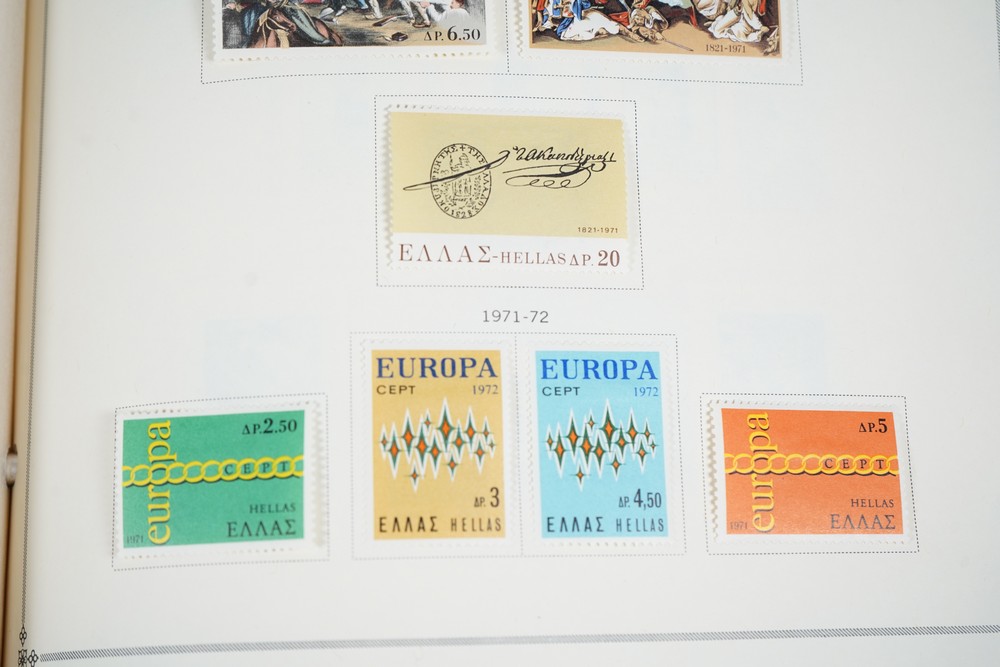 ΔΡ. 6.50
1821-1971
1821-1971
ΕΛΛΑΣ-HELLAS ΔΡ. 20
1971-72
ΔΡ.2.50
europa
CEPT
HELLAS
ΕΛΛΑΣ
1971
EUROPA
CEPT 1972
ΔΡ. 3
ΕΛΛΑΣ HELLAS
EUROPA
CEPT 1972
ΔΡ. 4,50
ΕΛΛΑΣ HELLAS
ΔΡ.5
europa
CEPT
HELLAS
ΕΛΛΑΣ
1971